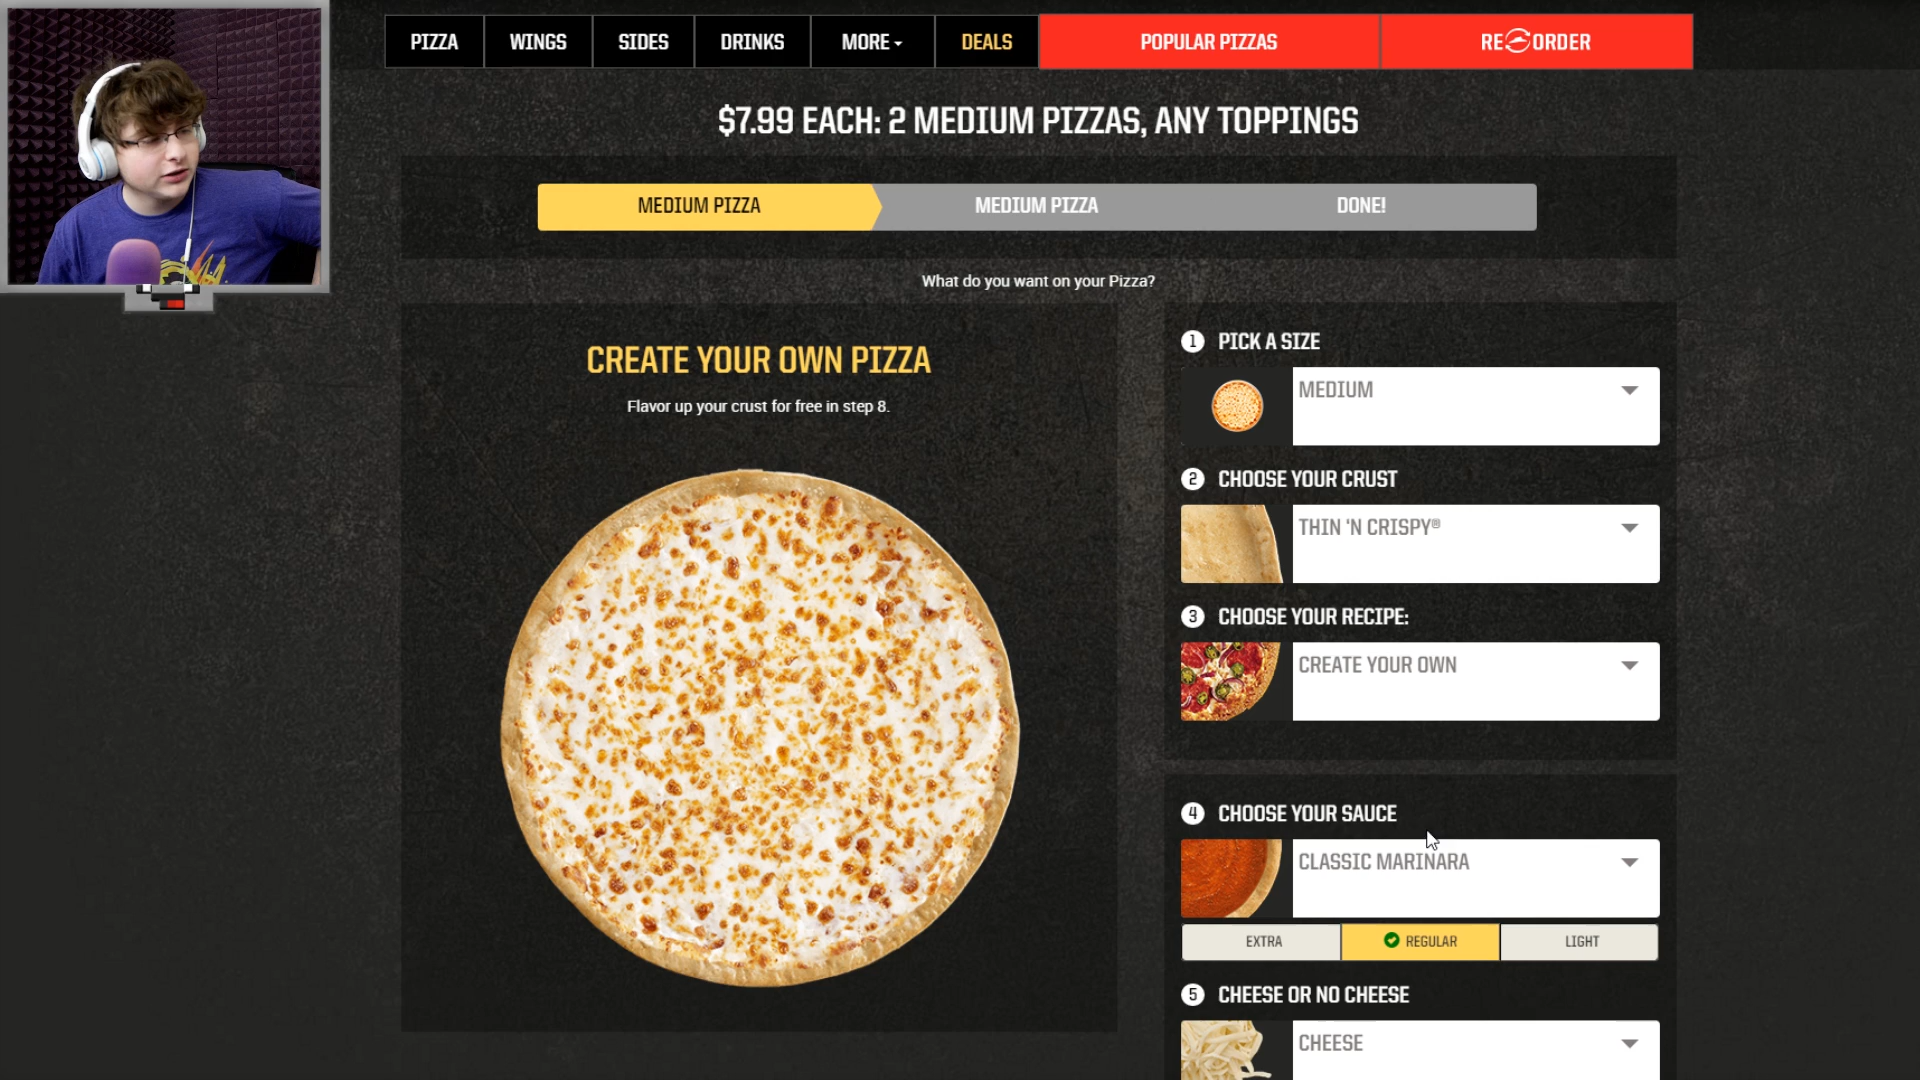 PIZZA WINGS SIDES DRINKS MORE DEALS POPULAR PIZZAS RE ORDER
$7.99 EACH: 2 MEDIUM PIZZAS, ANY TOPPINGS
MEDIUM PIZZA MEDIUM PIZZA DONE!
What do you want on your Pizza?
CREATE YOUR OWN PIZZA
Flavor up your crust for free in step 8.
1 PICK A SIZE
MEDIUM
2 CHOOSE YOUR CRUST
THIN 'N CRISPY®
3 CHOOSE YOUR RECIPE:
CREATE YOUR OWN
4 CHOOSE YOUR SAUCE
CLASSIC MARINARA
EXTRA REGULAR LIGHT
5 CHEESE OR NO CHEESE
CHEESE